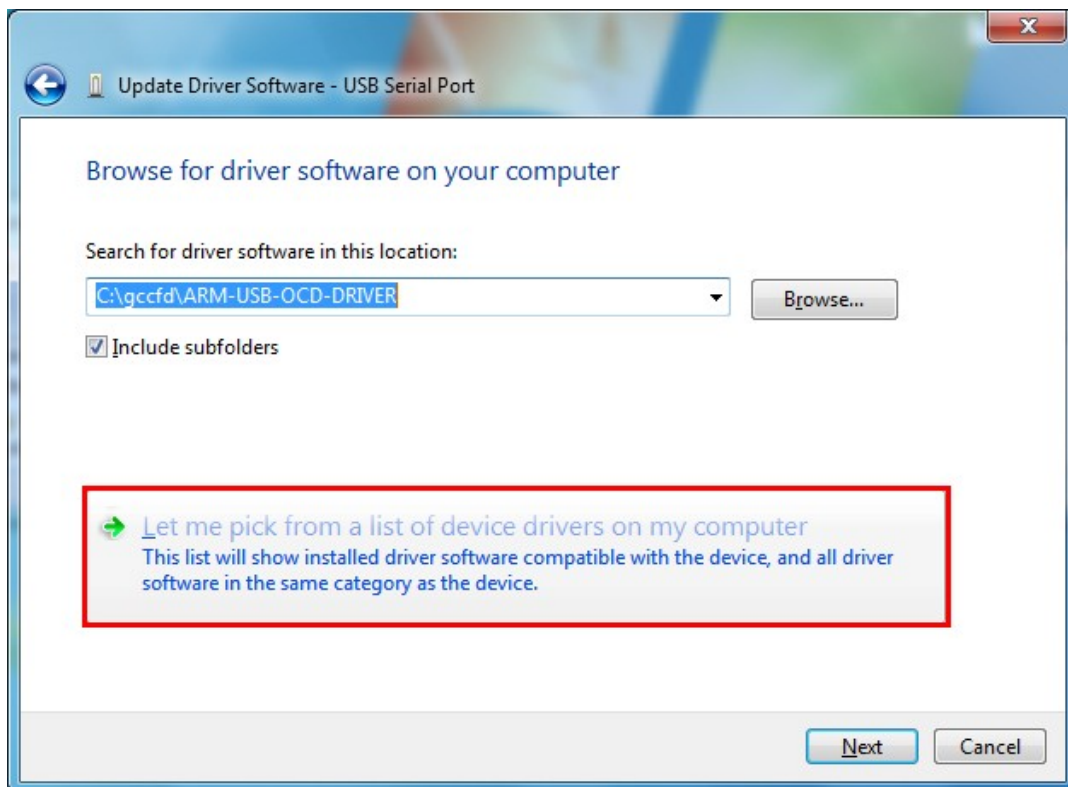 Update Driver Software - USB Serial Port
Browse for driver software on your computer
Search for driver software in this location:
C:\gccfd\ARM-USB-OCD-DRIVER
Browse...
Include subfolders
Let me pick from a list of device drivers on my computer
This list will show installed driver software compatible with the device, and all driver
software in the same category as the device.
Next
Cancel